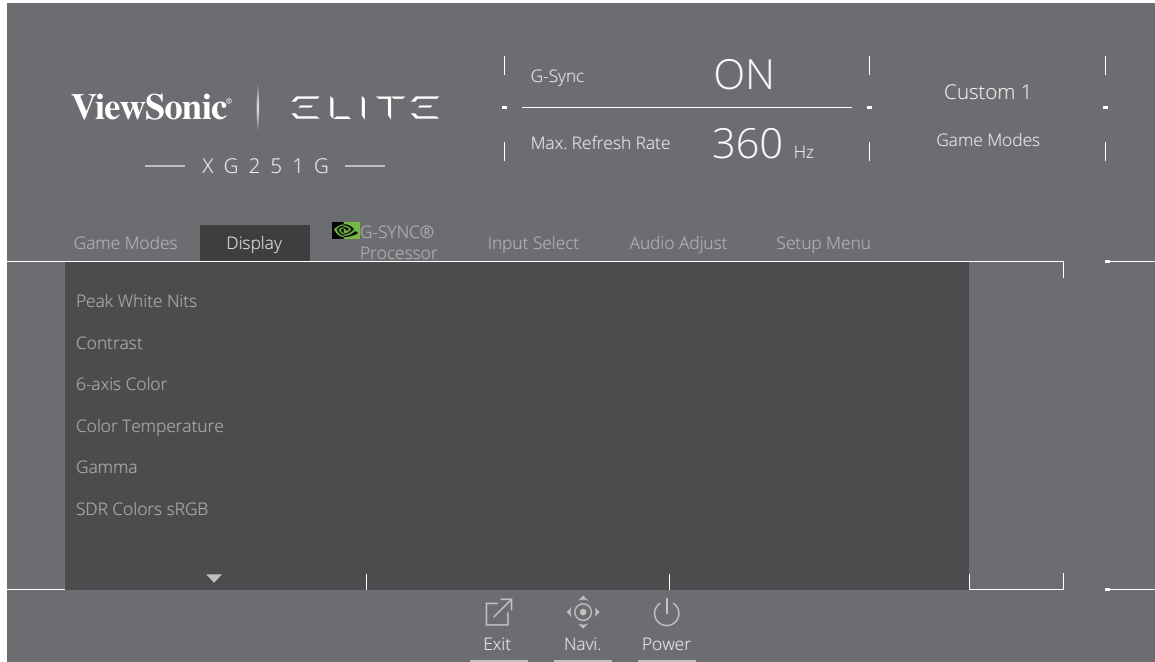 ViewSonic® ELITE
XG251G
G-Sync ON
Max. Refresh Rate 360 Hz
Custom 1
Game Modes
Game Modes Display G-SYNC® Processor Input Select Audio Adjust Setup Menu
Peak White Nits
Contrast
6-axis Color
Color Temperature
Gamma
SDR Colors sRGB
Exit Navi. Power